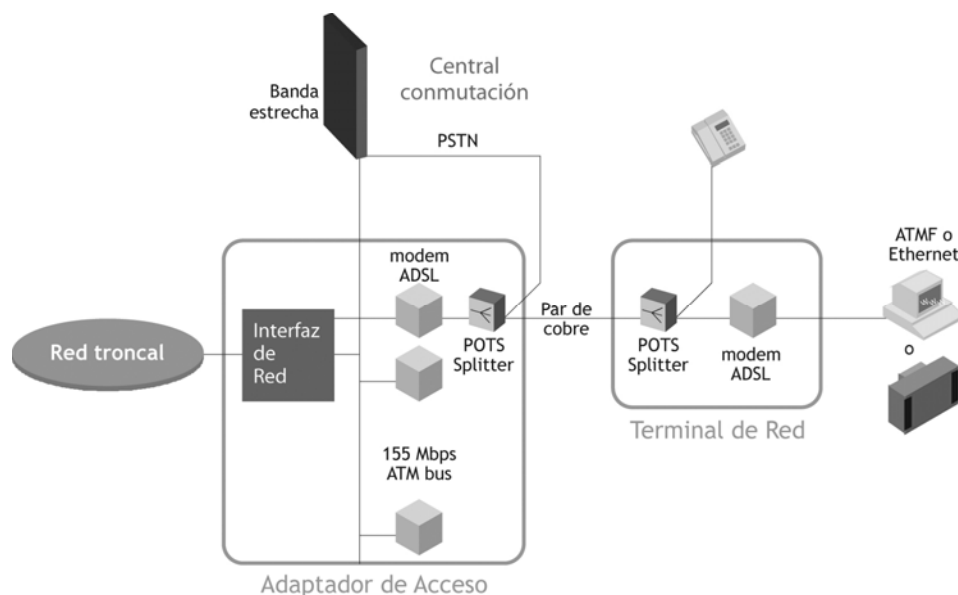 Banda
estrecha
Central
conmutación
PSTN
modem
ADSL
ATMF o
Ethernet
Red troncal
Interfaz
de
Red
POTS
Splitter
Par de
cobre
POTS
Splitter
modem
ADSL
o
Terminal de Red
155 Mbps
ATM bus
Adaptador de Acceso